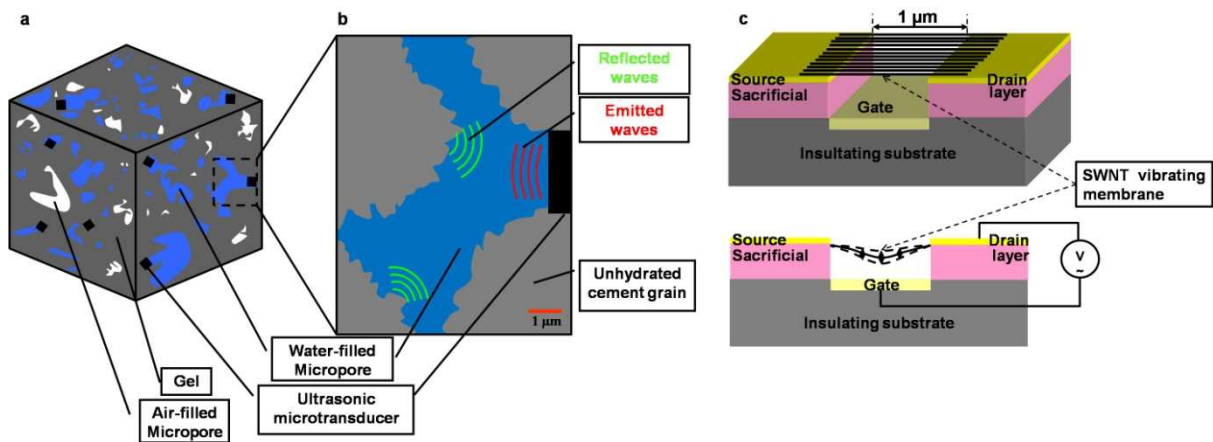 a
b
c
1 µm
Reflected
waves
Emitted
waves
Source
Sacrificial
Drain
layer
Gate
Insultating substrate
SWNT vibrating
membrane
Source
Sacrificial
Drain
layer
V
~
Gate
Insulating substrate
Unhydrated
cement grain
1 µm
Water-filled
Micropore
Gel
Ultrasonic
microtransducer
Air-filled
Micropore